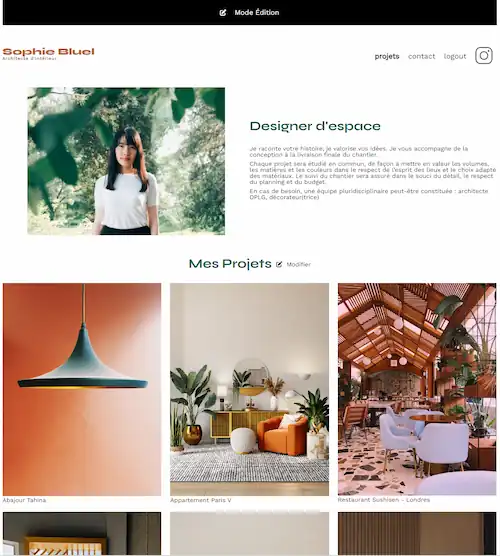 Mode Édition
Sophie Bluel
Architecte d'intérieur
projets contact logout
Designer d'espace
Je raconte votre histoire, je valorise vos idées. Je vous accompagne de la
conception à la livraison finale du chantier.
Chaque projet sera étudié en commun, de façon à mettre en valeur les volumes,
les matières et les couleurs dans le respect de l'esprit des lieux et le choix adapté
des matériaux. Le suivi du chantier sera assuré dans le souci du détail, le respect
du planning et du budget.
En cas de besoin, une équipe pluridisciplinaire peut-être constituée : architecte
DPLG, décorateur(trice)
Mes Projets Modifier
Abajour Tahina
Appartement Paris V
Restaurant Sushisen - Londres